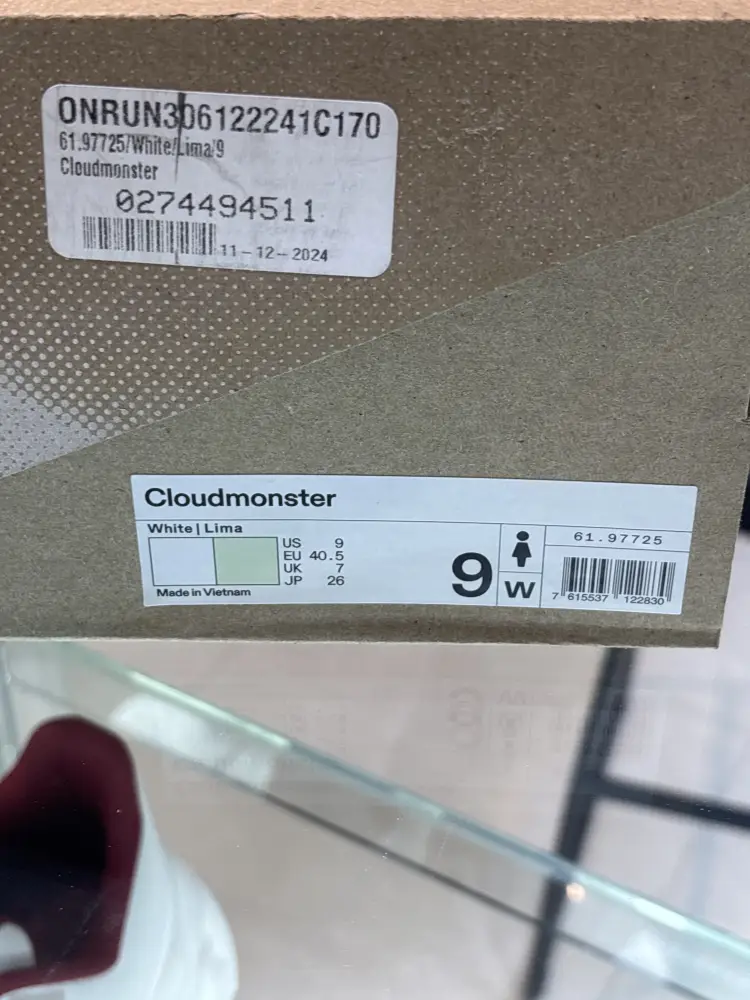 ONRUN306122241C170
61.97725/White/Lima/9
Cloudmonster
0274494511
11-12-2024
Cloudmonster
White | Lima
US 9
EU 40.5
UK 7
JP 26
Made in Vietnam
9
W
61.97725
7 615537 122830